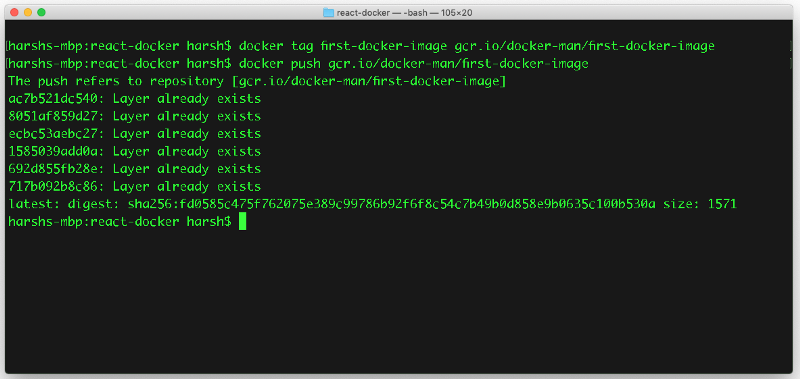 react-docker — -bash — 105×20
[harshs-mbp:react-docker harsh$ docker tag first-docker-image gcr.io/docker-man/first-docker-image ]
[harshs-mbp:react-docker harsh$ docker push gcr.io/docker-man/first-docker-image ]
The push refers to repository [gcr.io/docker-man/first-docker-image]
ac7b521dc540: Layer already exists
8051af859d27: Layer already exists
ecbc53aebc27: Layer already exists
1585039add0a: Layer already exists
692d855fb28e: Layer already exists
717b092b8c86: Layer already exists
latest: digest: sha256:fd0585c475f762075e389c99786b92f6f8c54c7b49b0d858e9b0635c100b530a size: 1571
harshs-mbp:react-docker harsh$